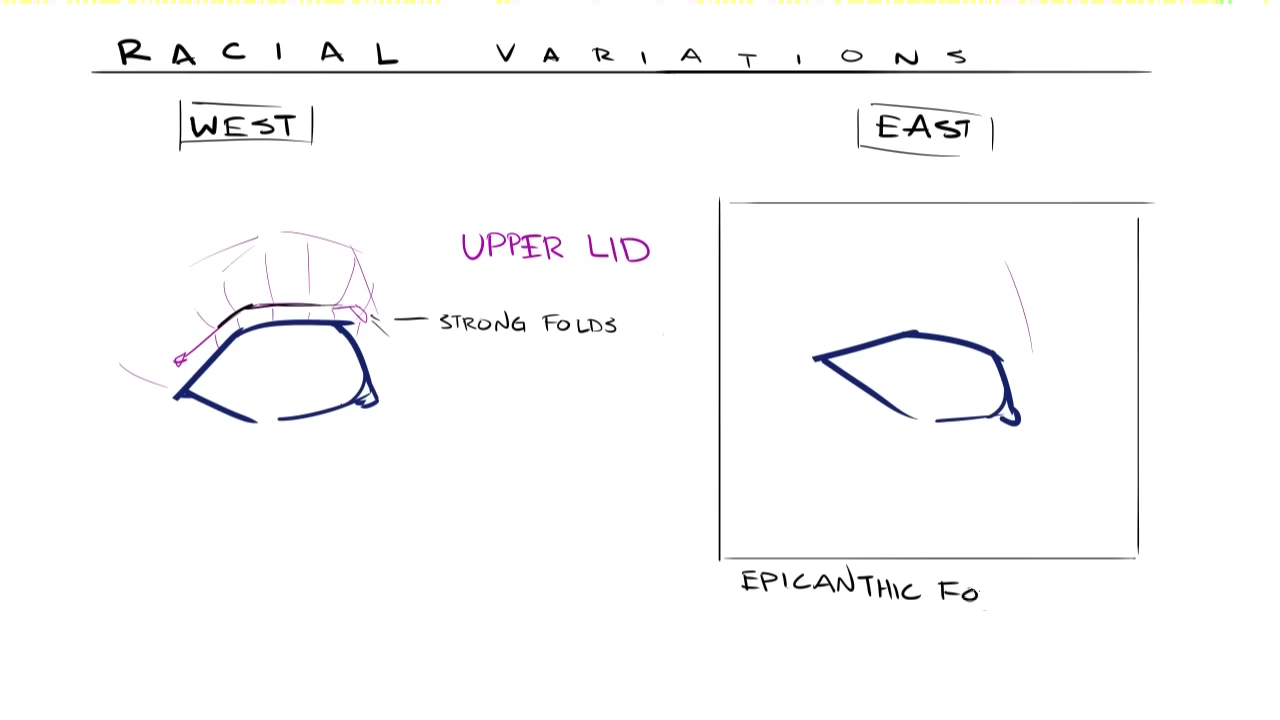 RACIAL VARIATIONS
WEST
EAST
UPPER LID
STRONG FOLDS
EPICANTHIC FO